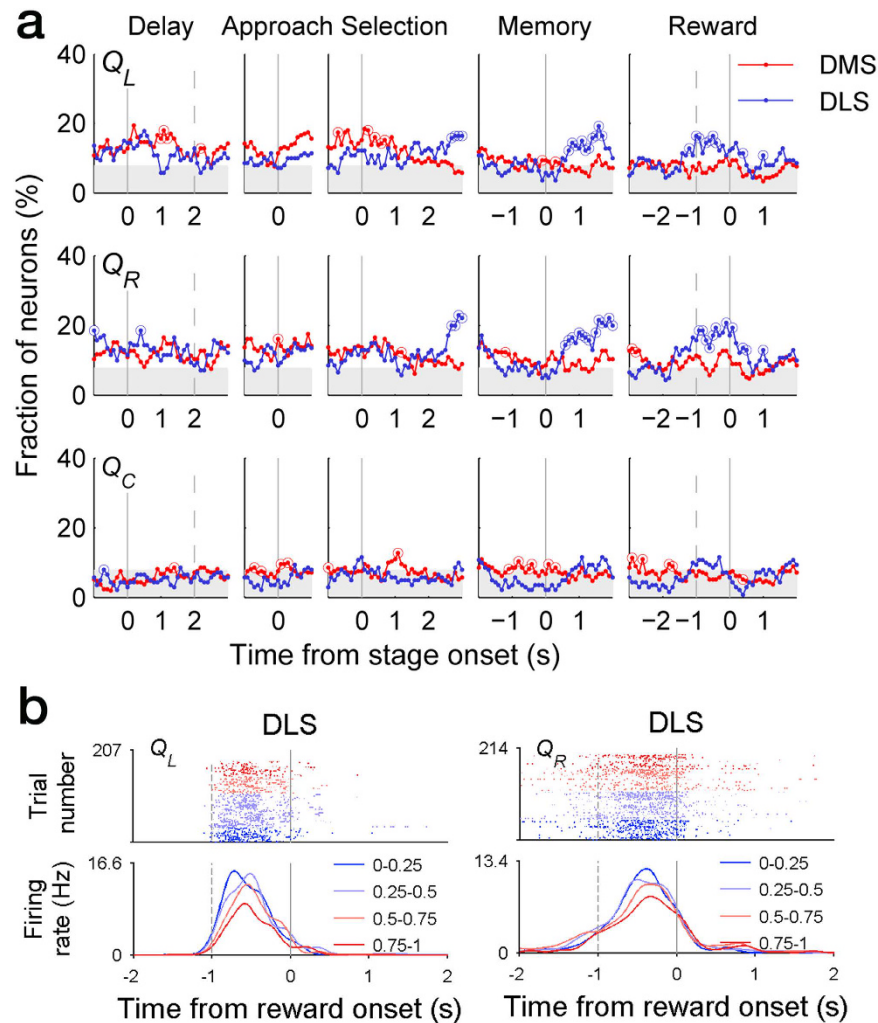 a
Delay Approach Selection Memory Reward
DMS
DLS
Fraction of neurons (%)
Q_L
40
20
0
0 1 2 0 0 1 2 −1 0 1 −2 −1 0 1
Q_R
40
20
0
0 1 2 0 0 1 2 −1 0 1 −2 −1 0 1
Q_C
40
20
0
0 1 2 0 0 1 2 −1 0 1 −2 −1 0 1
Time from stage onset (s)
b
DLS
Q_L
207
Trial number
16.6
Firing rate (Hz)
0
0-0.25
0.25-0.5
0.5-0.75
0.75-1
-2 -1 0 1 2
Time from reward onset (s)
DLS
Q_R
214
13.4
0
0-0.25
0.25-0.5
0.5-0.75
0.75-1
-2 -1 0 1 2
Time from reward onset (s)